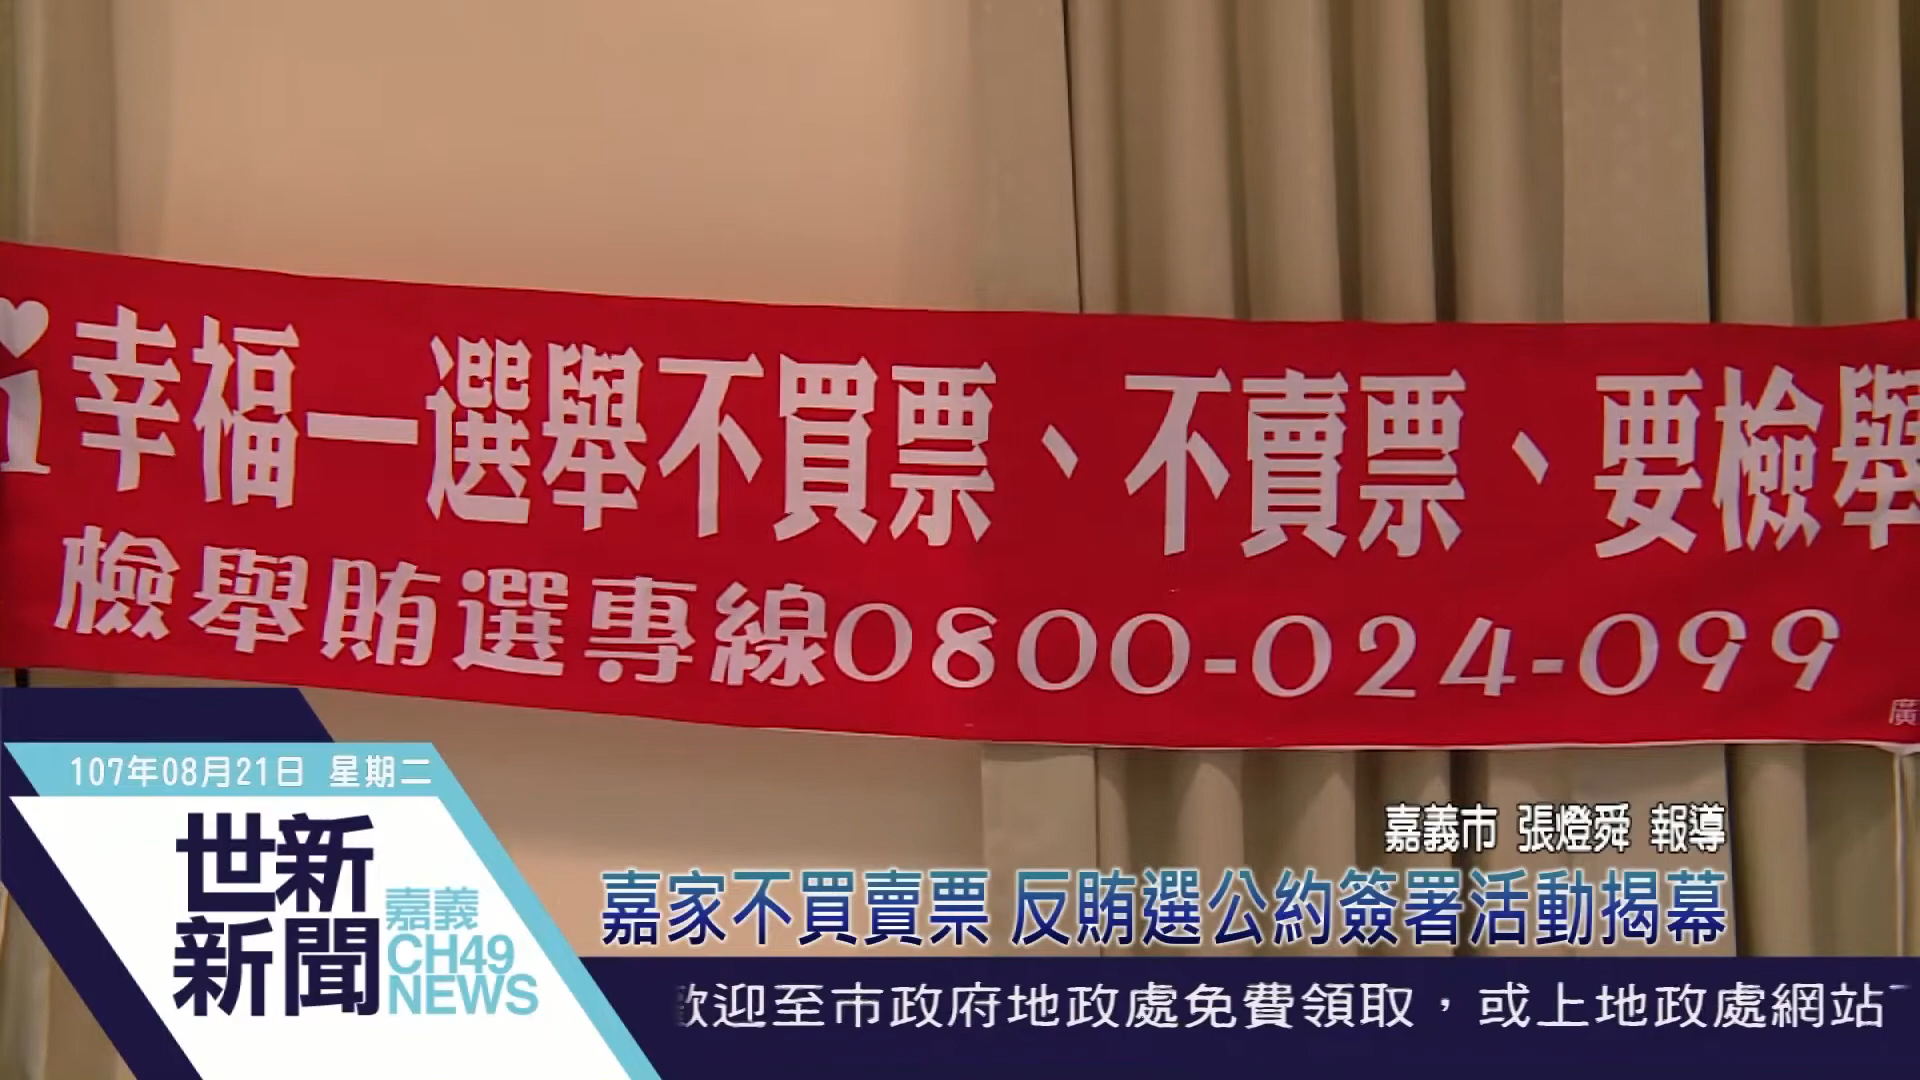 i幸福一選舉不買票、不賣票、要檢舉
檢舉賄選專線0800-024-099
廣
107年08月21日 星期二
世新
新聞
嘉義
CH49
NEWS
嘉義市 張燈舜 報導
嘉家不買賣票 反賄選公約簽署活動揭幕
歡迎至市政府地政處免費領取，或上地政處網站